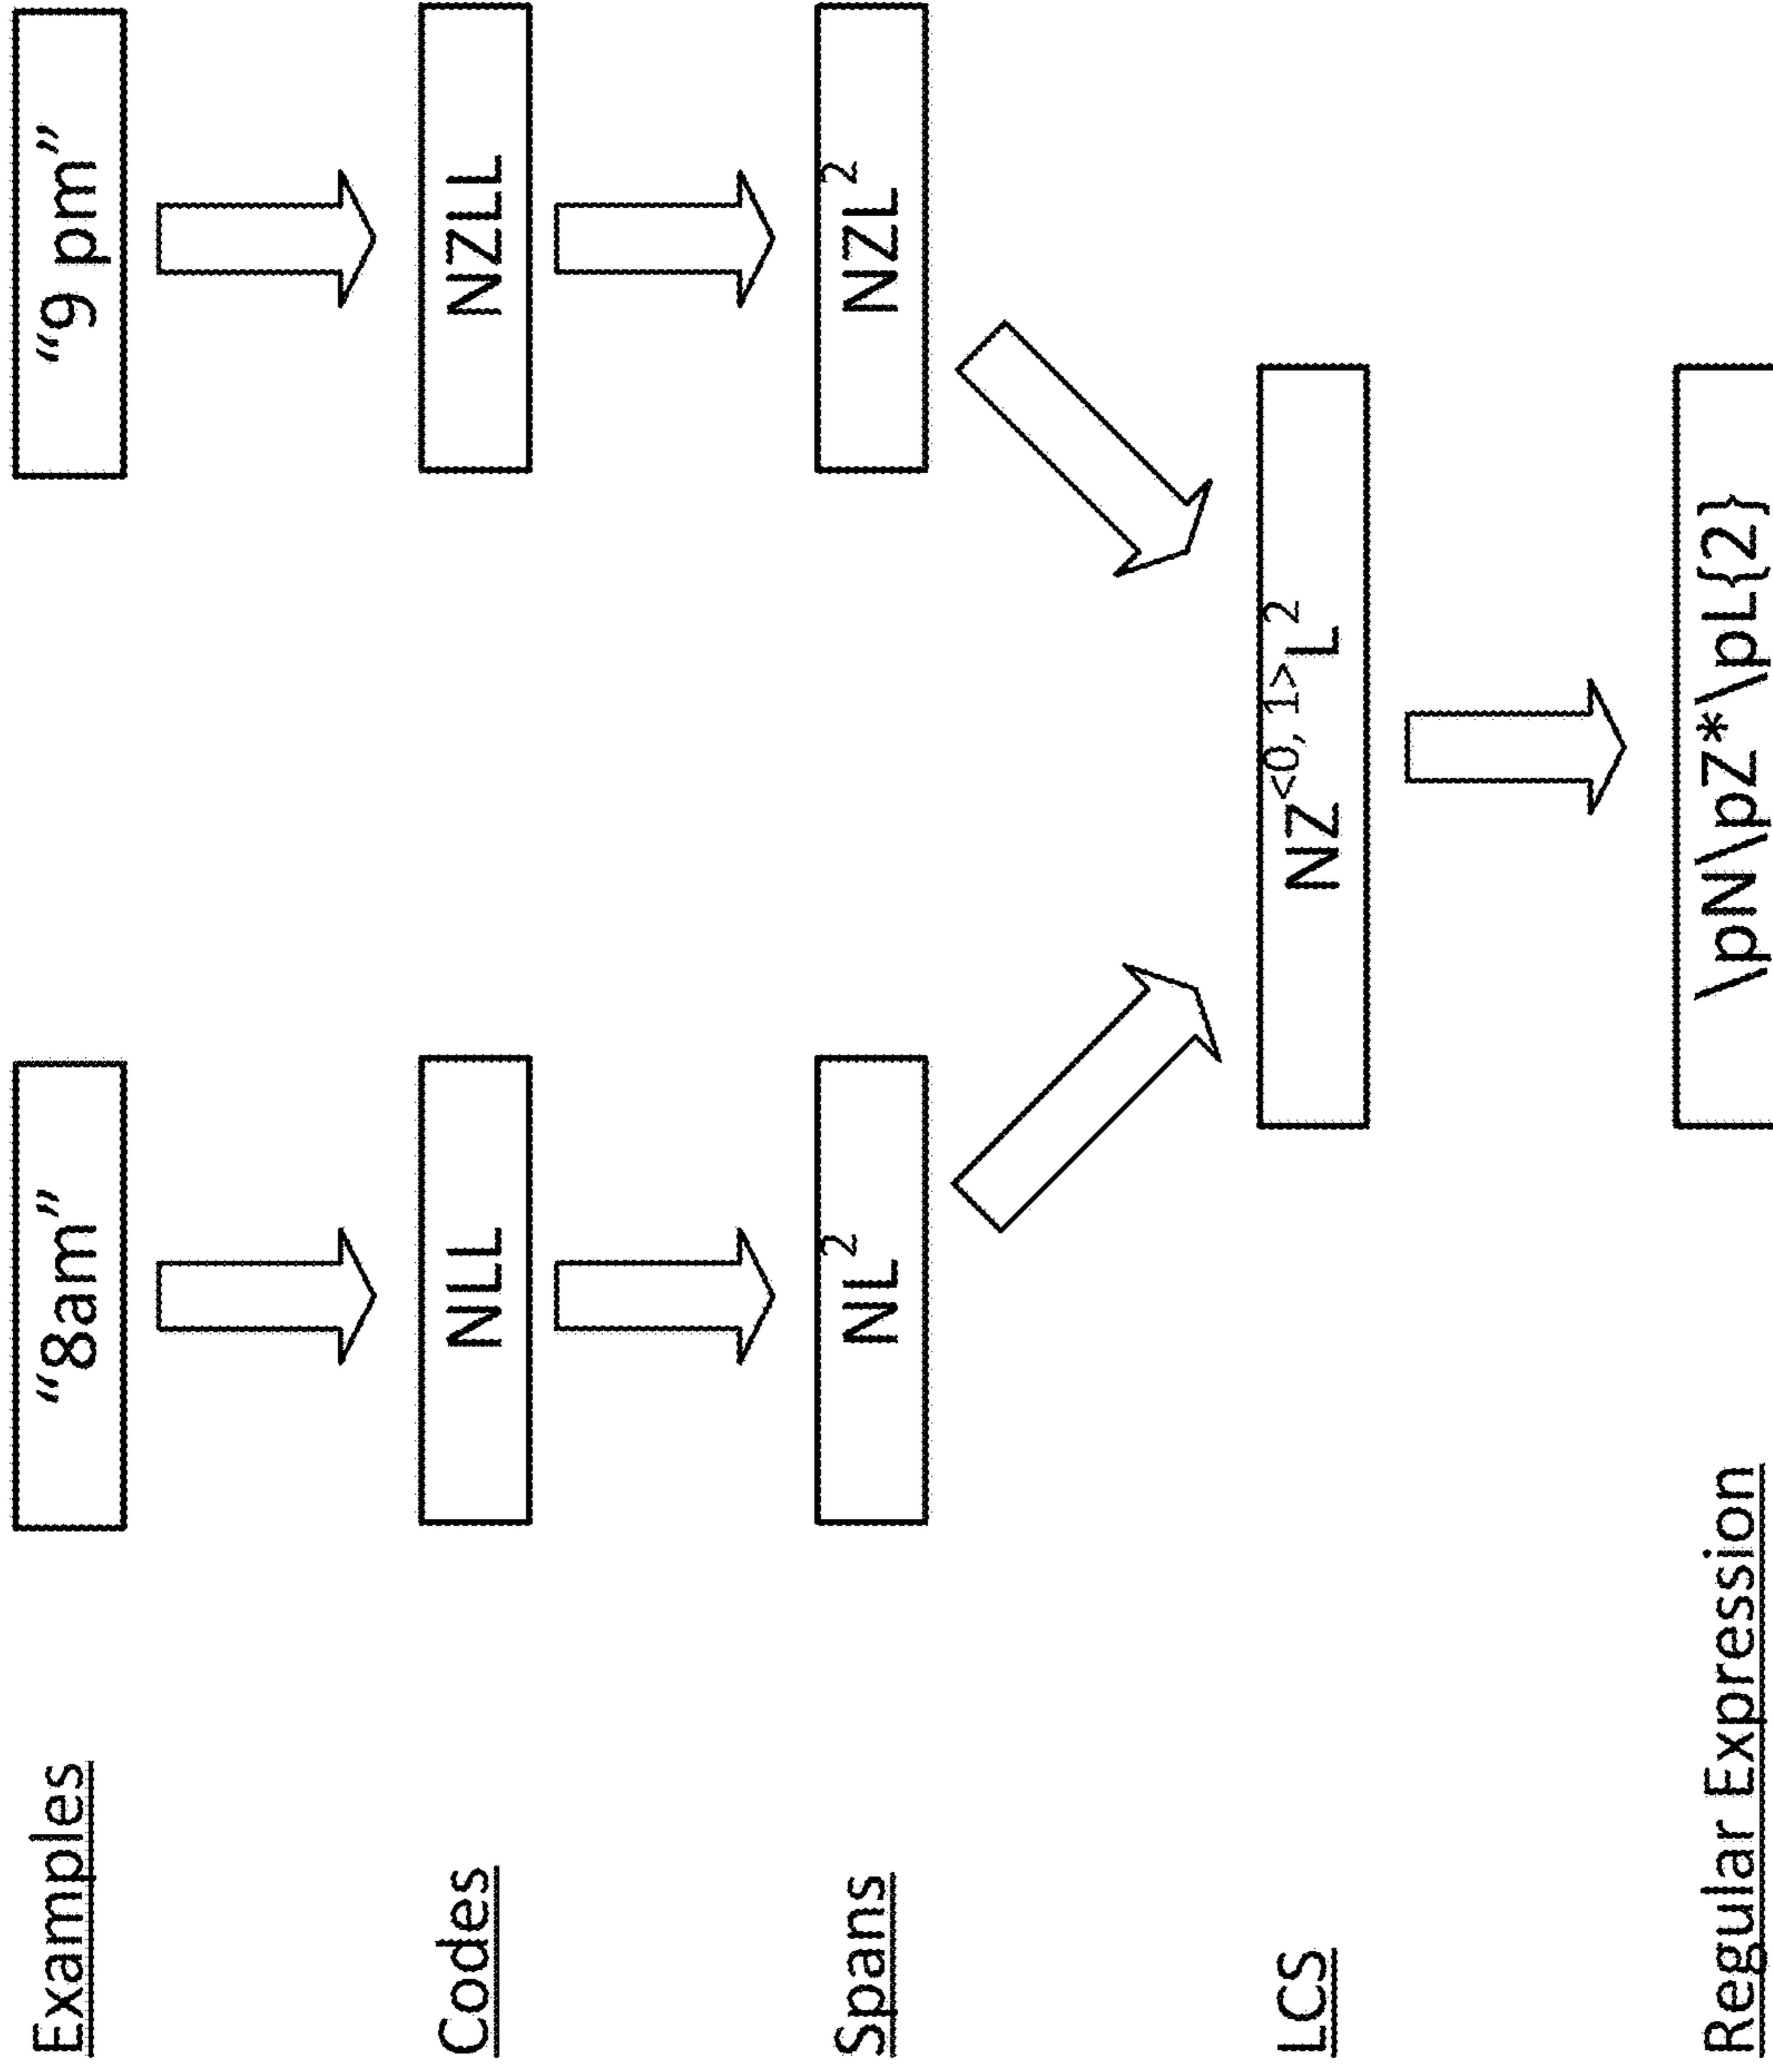 Examples
“8am”
“9 pm”
Codes
NLL
NZLL
Spans
NL²
NZL²
LCS
NZ<0, 1>L²
Regular Expression
\pN\pZ*\pL{2}